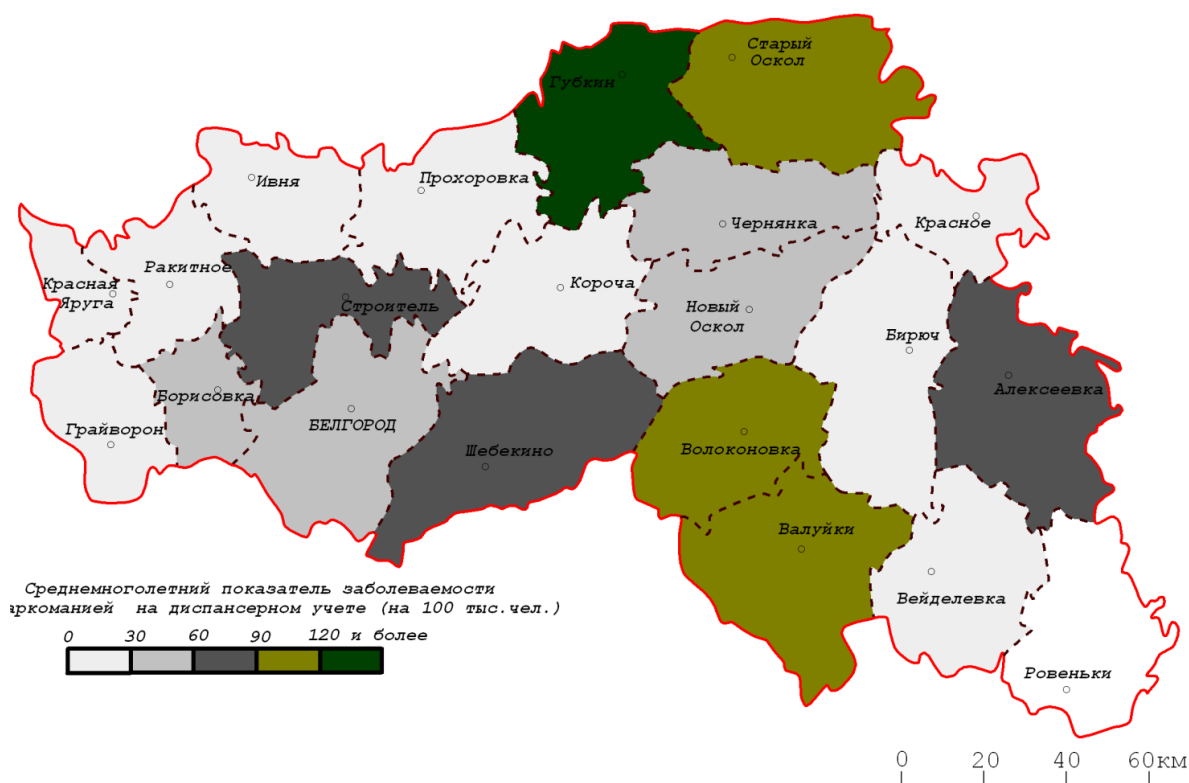 Старый
Оскол
Губкин
Ивня
Прохоровка
Чернянка
Красное
Ракитное
Красная
Яруга
Строитель
Короча
Новый
Оскол
Бирюч
Алексеевка
Борисовка
Грайворон
БЕЛГОРОД
Шебекино
Волоконовка
Валуйки
Вейделевка
Ровеньки
Среднемноголетний показатель заболеваемости
аркоманией на диспансерном учете (на 100 тыс.чел.)
0 30 60 90 120 и более
0 20 40 60км